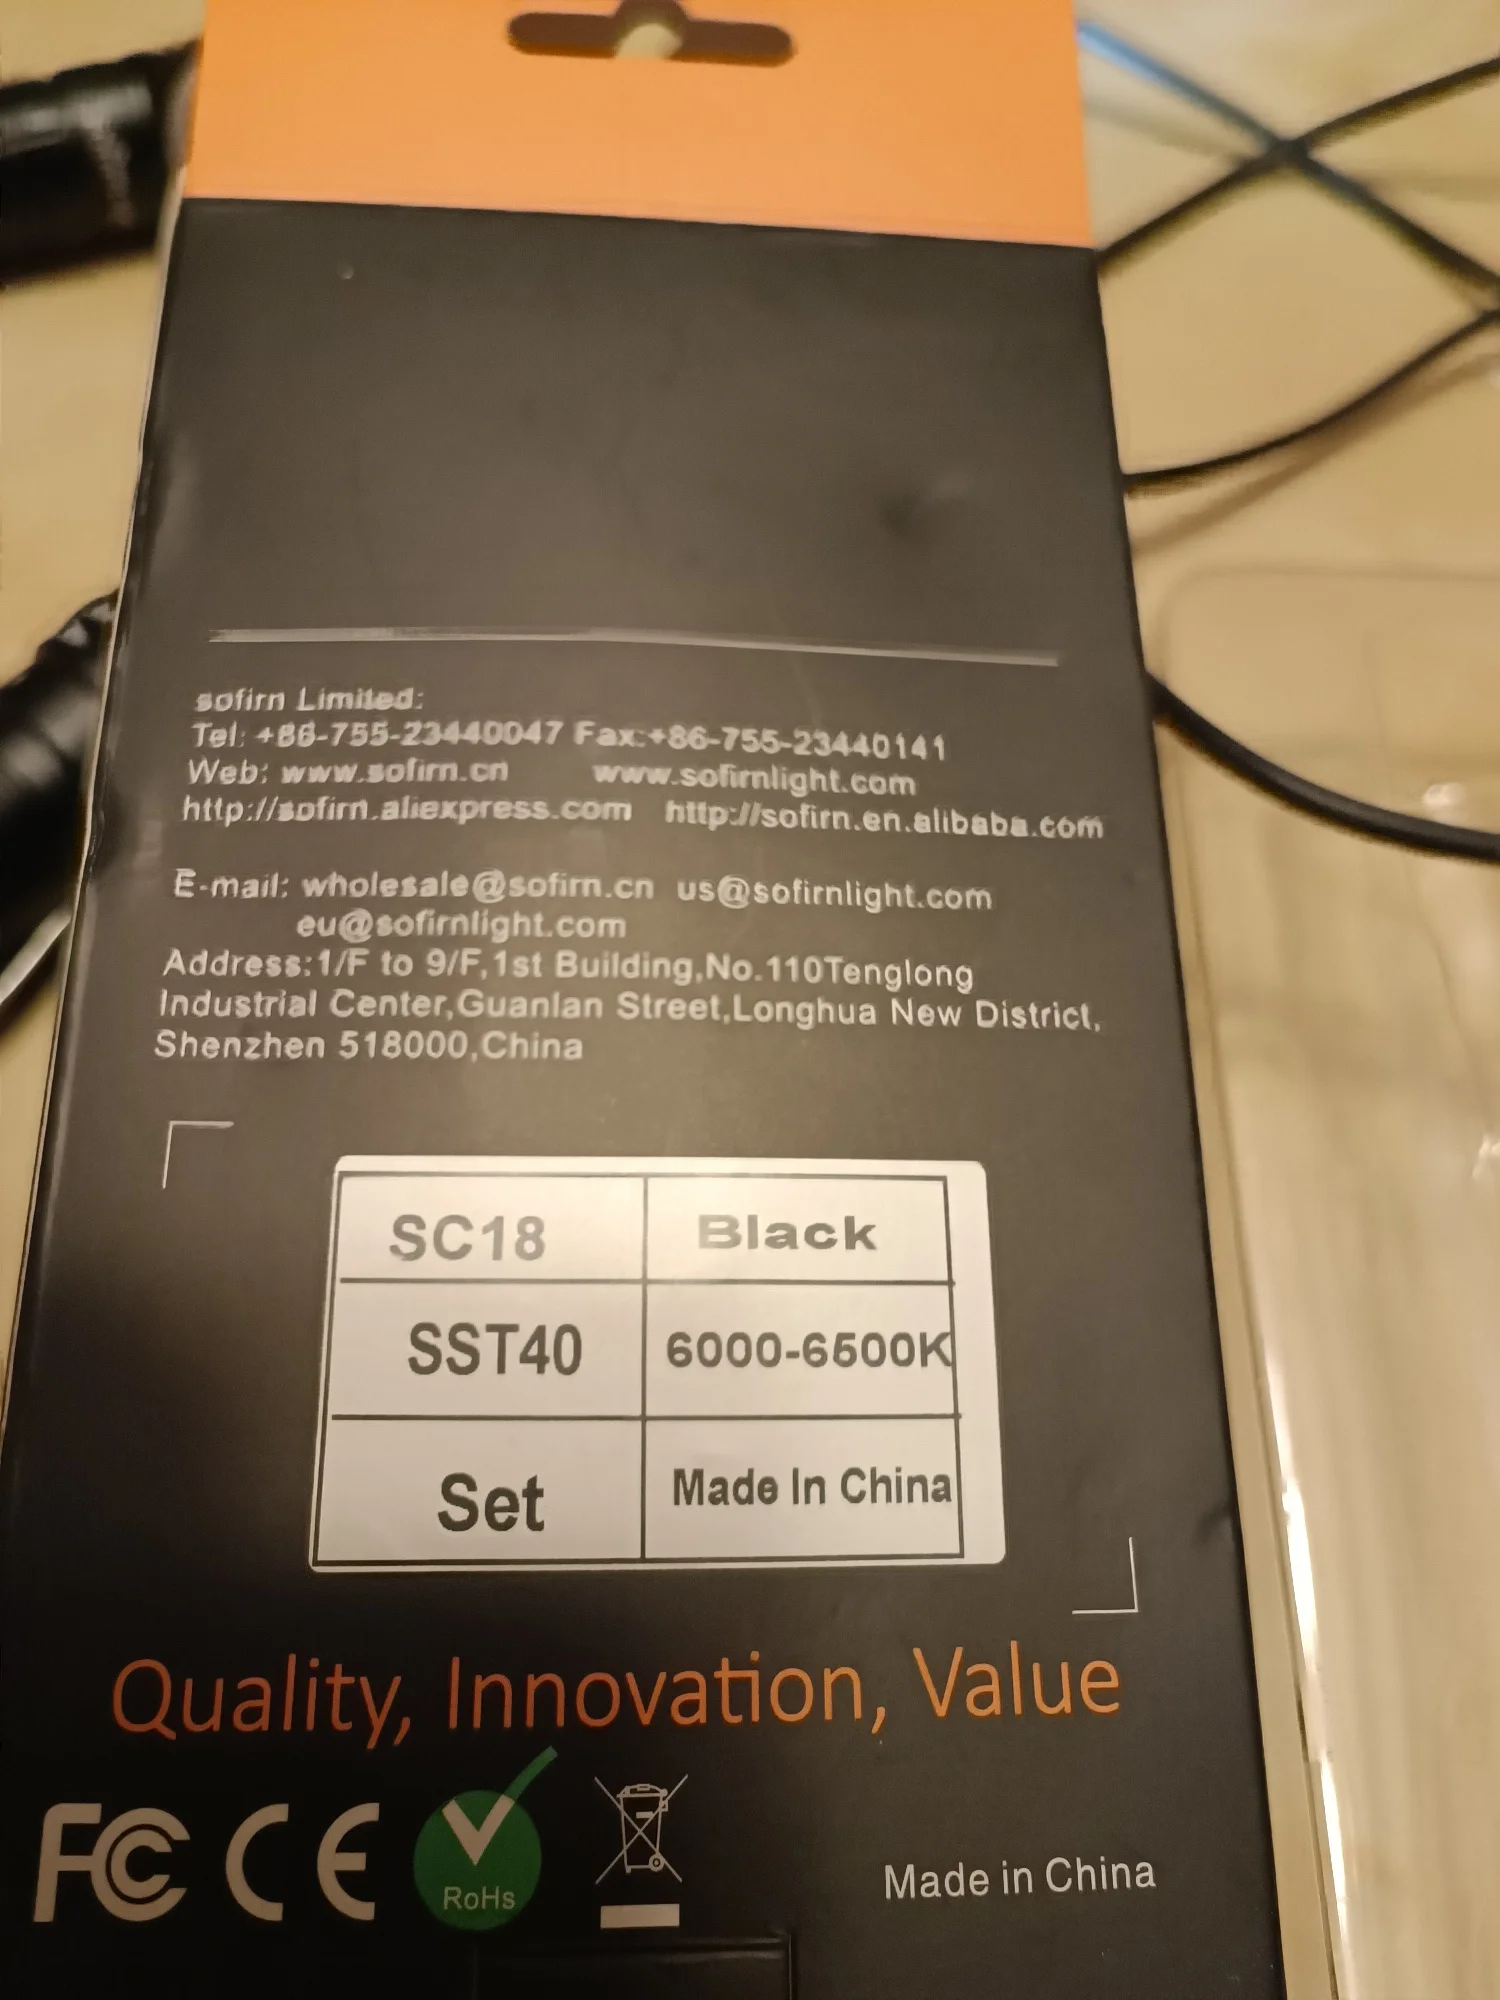 sofirn Limited:
Tel: +86-755-23440047 Fax:+86-755-23440141
Web: www.sofirn.cn www.sofirnlight.com
http://sofirn.aliexpress.com http://sofirn.en.alibaba.com
E-mail: wholesale@sofirn.cn us@sofirnlight.com
eu@sofirnlight.com
Address:1/F to 9/F,1st Building,No.110Tenglong
Industrial Center,Guanlan Street,Longhua New District,
Shenzhen 518000,China
SC18 Black
SST40 6000-6500K
Set Made In China
Quality, Innovation, Value
FC CE RoHs
Made in China